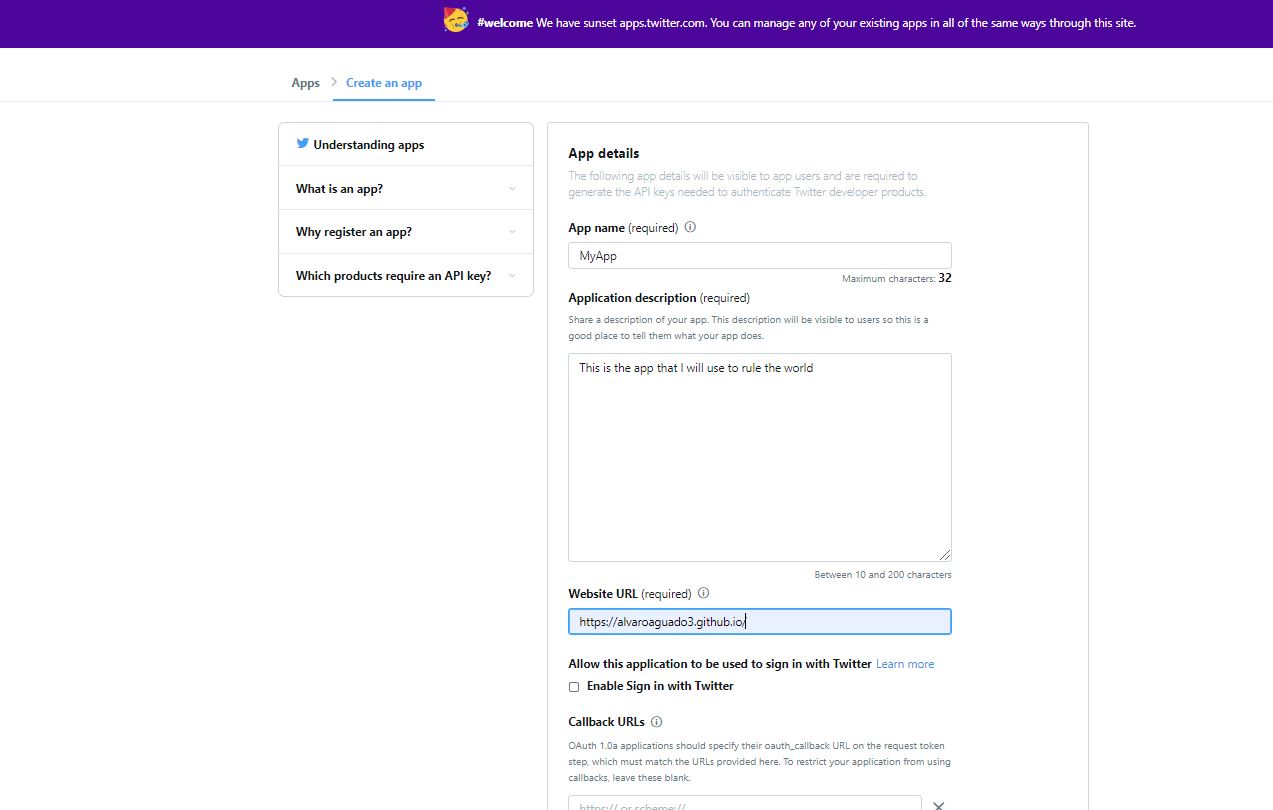 #welcome We have sunset apps.twitter.com. You can manage any of your existing apps in all of the same ways through this site.
Apps > Create an app
Understanding apps
What is an app?
Why register an app?
Which products require an API key?
App details
The following app details will be visible to app users and are required to
generate the API keys needed to authenticate Twitter developer products.
App name (required)
MyApp
Maximum characters: 32
Application description (required)
Share a description of your app. This description will be visible to users so this is a
good place to tell them what your app does.
This is the app that I will use to rule the world
Between 10 and 200 characters
Website URL (required)
https://alvaroaguado3.github.io/
Allow this application to be used to sign in with Twitter Learn more
Enable Sign in with Twitter
Callback URLs
OAuth 1.0a applications should specify their oauth_callback URL on the request token
step, which must match the URLs provided here. To restrict your application from using
callbacks, leave these blank.
https:// or scheme://